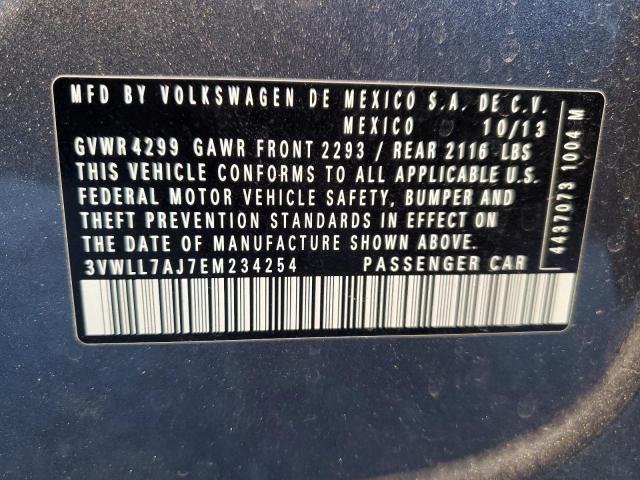 MFD BY VOLKSWAGEN DE MEXICO S.A. DE C.V.
MEXICO 10/13
GVWR 4299 GAWR FRONT 2293 / REAR 2116 LBS
THIS VEHICLE CONFORMS TO ALL APPLICABLE U.S.
FEDERAL MOTOR VEHICLE SAFETY, BUMPER AND
THEFT PREVENTION STANDARDS IN EFFECT ON
THE DATE OF MANUFACTURE SHOWN ABOVE.
3VWLL7AJ7EM234254 PASSENGER CAR
4437073 1004 M